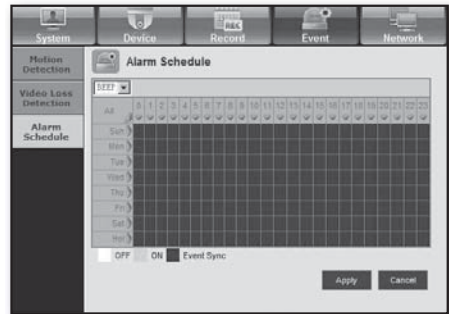 System Device Record Event Network
REC
Motion
Detection
Video Loss
Detection
Alarm
Schedule
Alarm Schedule
BEEP
All 0 1 2 3 4 5 6 7 8 9 10 11 12 13 14 15 16 17 18 19 20 21 22 23
Sun
Mon
Tue
Wed
Thu
Fri
Sat
Hol
OFF ON Event Sync
Apply Cancel